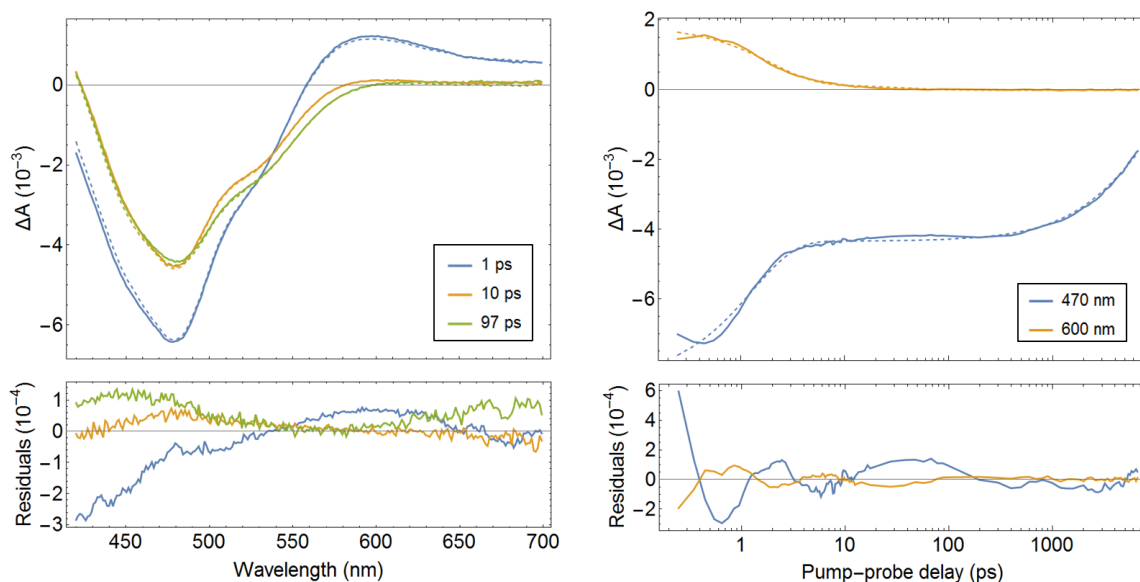 0
−2
−4
−6
ΔA (10⁻³)
1 ps
10 ps
97 ps
1
0
−1
−2
−3
Residuals (10⁻⁴)
450 500 550 600 650 700
Wavelength (nm)
2
0
−2
−4
−6
ΔA (10⁻³)
470 nm
600 nm
6
4
2
0
−2
Residuals (10⁻⁴)
1 10 100 1000
Pump−probe delay (ps)